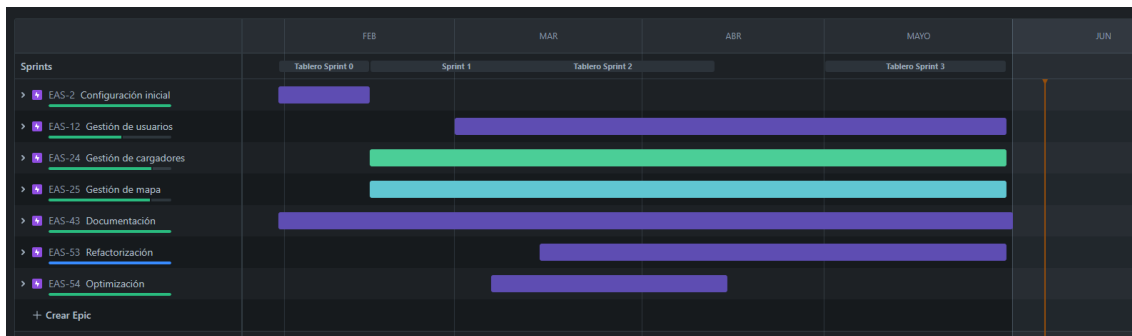 FEB MAR ABR MAYO JUN
Sprints Tablero Sprint 0 Sprint 1 Tablero Sprint 2 Tablero Sprint 3
EAS-2 Configuración inicial
EAS-12 Gestión de usuarios
EAS-24 Gestión de cargadores
EAS-25 Gestión de mapa
EAS-43 Documentación
EAS-53 Refactorización
EAS-54 Optimización
+ Crear Epic